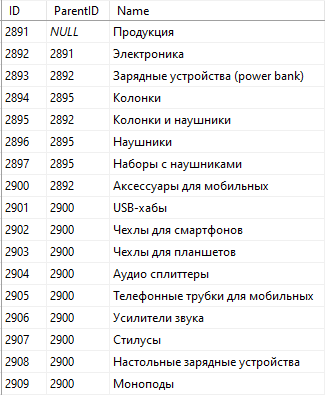 ID ParentID Name
2891 NULL Продукция
2892 2891 Электроника
2893 2892 Зарядные устройства (power bank)
2894 2895 Колонки
2895 2892 Колонки и наушники
2896 2895 Наушники
2897 2895 Наборы с наушниками
2900 2892 Аксессуары для мобильных
2901 2900 USB-хабы
2902 2900 Чехлы для смартфонов
2903 2900 Чехлы для планшетов
2904 2900 Аудио сплиттеры
2905 2900 Телефонные трубки для мобильных
2906 2900 Усилители звука
2907 2900 Стилусы
2908 2900 Настольные зарядные устройства
2909 2900 Моноподы